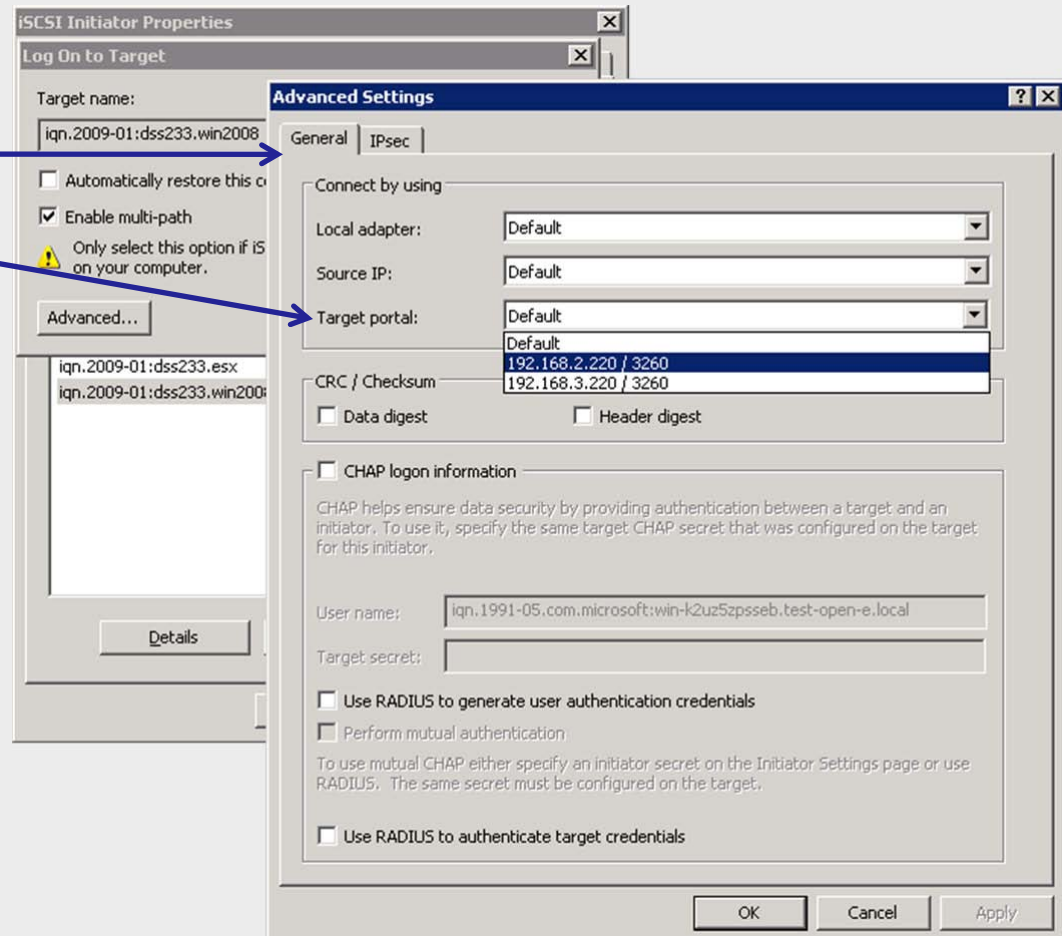 iSCSI Initiator Properties
Log On to Target
Target name:
iqn.2009-01:dss233.win2008
Automatically restore this
Enable multi-path
Only select this option if
on your computer.
Advanced...
iqn.2009-01:dss233.esx
iqn.2009-01:dss233.win200
Details
Advanced Settings
General
IPsec
Connect by using
Local adapter:
Default
Source IP:
Default
Target portal:
Default
Default
192.168.2.220 / 3260
192.168.3.220 / 3260
CRC / Checksum
Data digest
Header digest
CHAP logon information
CHAP helps ensure data security by providing authentication between a target and an
initiator. To use it, specify the same target CHAP secret that was configured on the target
for this initiator.
User name:
iqn.1991-05.com.microsoft:win-k2uz5zpsseb.test-open-e.local
Target secret:
Use RADIUS to generate user authentication credentials
Perform mutual authentication
To use mutual CHAP either specify an initiator secret on the Initiator Settings page or use
RADIUS. The same secret must be configured on the target.
Use RADIUS to authenticate target credentials
OK
Cancel
Apply